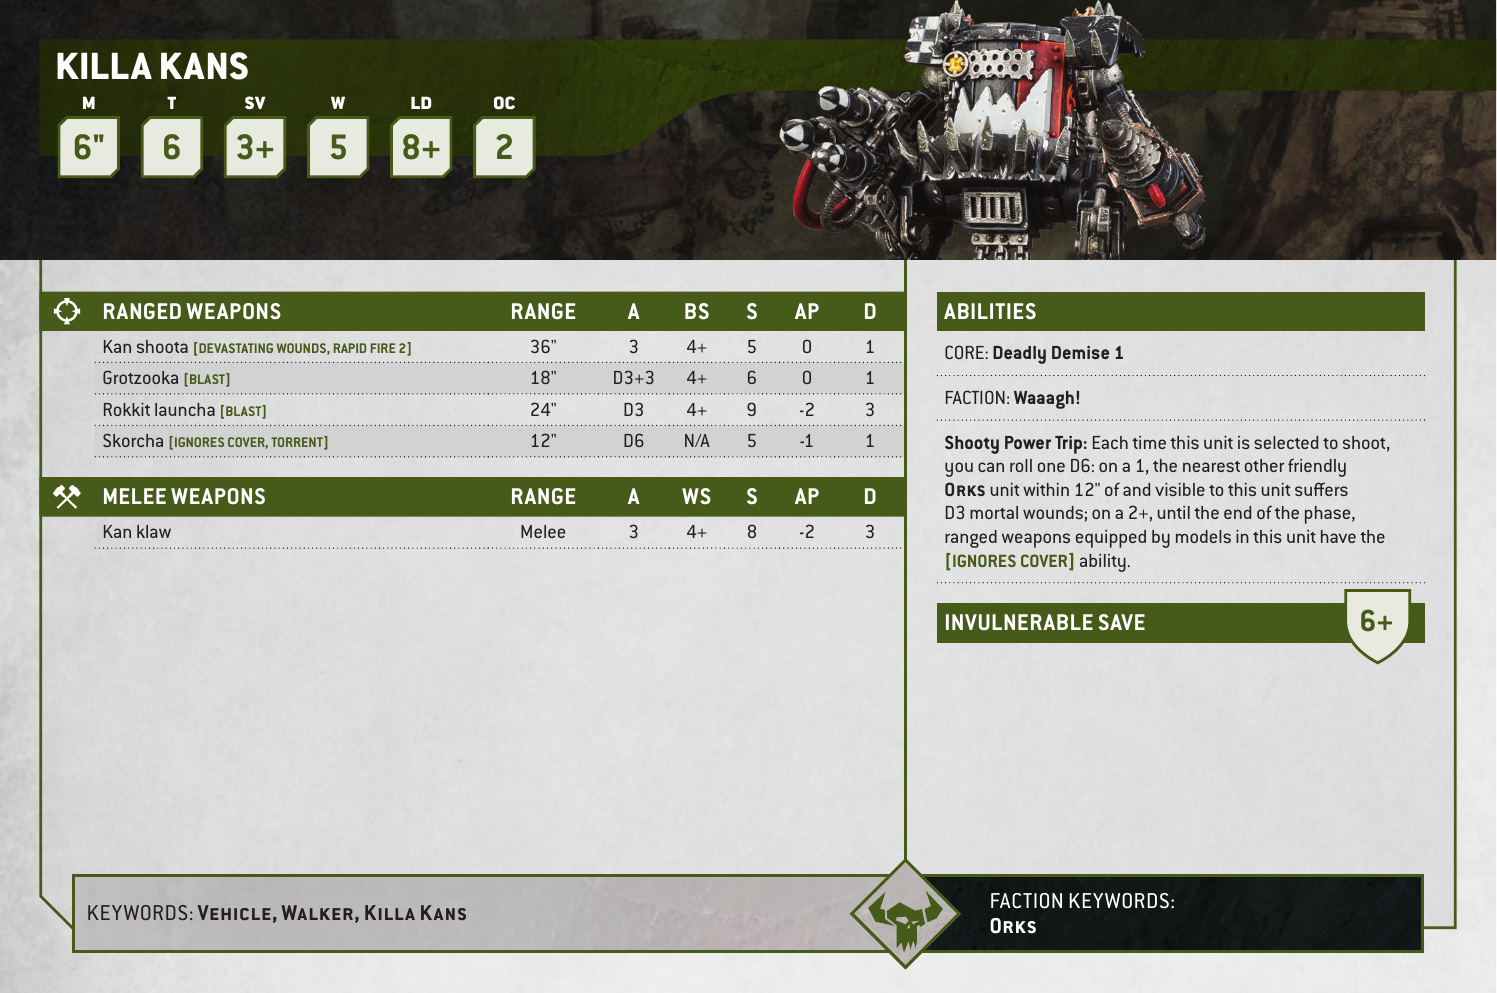 KILLA KANS
M T SV W LD OC
6" 6 3+ 5 8+ 2
RANGED WEAPONS RANGE A BS S AP D
Kan shoota [DEVASTATING WOUNDS, RAPID FIRE 2] 36" 3 4+ 5 0 1
Grotzooka [BLAST] 18" D3+3 4+ 6 0 1
Rokkit launcha [BLAST] 24" D3 4+ 9 -2 3
Skorcha [IGNORES COVER, TORRENT] 12" D6 N/A 5 -1 1
MELEE WEAPONS RANGE A WS S AP D
Kan klaw Melee 3 4+ 8 -2 3
ABILITIES
CORE: Deadly Demise 1
FACTION: Waaagh!
Shooty Power Trip: Each time this unit is selected to shoot,
you can roll one D6: on a 1, the nearest other friendly
ORKS unit within 12" of and visible to this unit suffers
D3 mortal wounds; on a 2+, until the end of the phase,
ranged weapons equipped by models in this unit have the
[IGNORES COVER] ability.
INVULNERABLE SAVE 6+
KEYWORDS: VEHICLE, WALKER, KILLA KANS
FACTION KEYWORDS:
ORKS